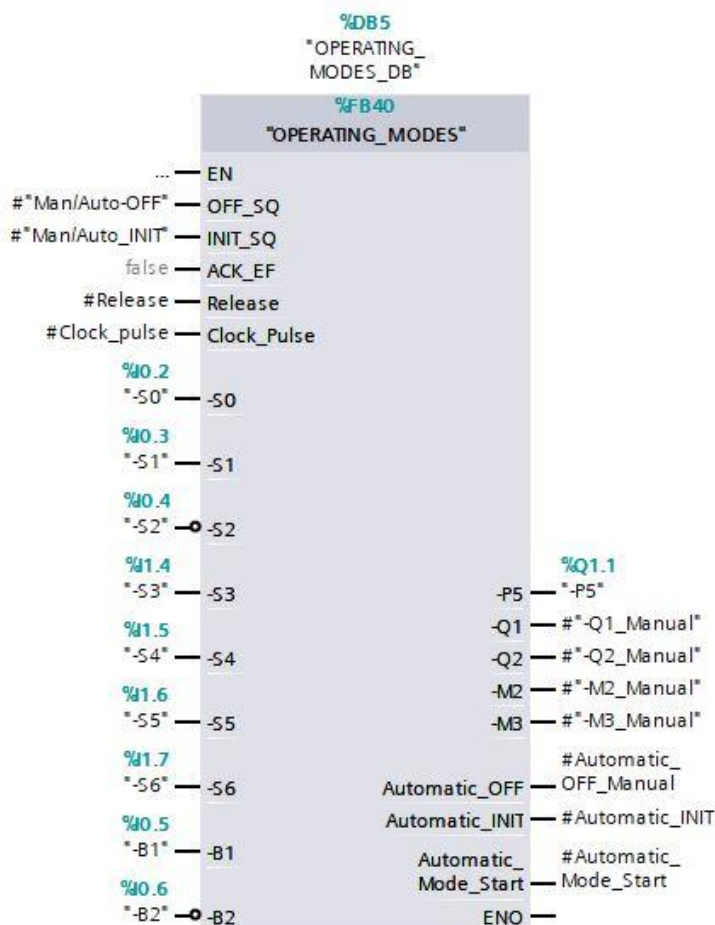 %DB5
"OPERATING_
MODES_DB"
%FB40
"OPERATING_MODES"
... EN
#"Man/Auto-OFF" OFF_SQ
#"Man/Auto_INIT" INIT_SQ
false ACK_EF
#Release Release
#Clock_pulse Clock_Pulse
%I0.2
"-S0" -S0
%I0.3
"-S1" -S1
%I0.4
"-S2" -S2
%I1.4
"-S3" -S3
%I1.5
"-S4" -S4
%I1.6
"-S5" -S5
%I1.7
"-S6" -S6
%I0.5
"-B1" -B1
%I0.6
"-B2" -B2
%Q1.1
-P5 "-P5"
-Q1 #"-Q1_Manual"
-Q2 #"-Q2_Manual"
-M2 #"-M2_Manual"
-M3 #"-M3_Manual"
#Automatic_
Automatic_OFF OFF_Manual
Automatic_INIT #Automatic_INIT
Automatic_ #Automatic_
Mode_Start Mode_Start
ENO